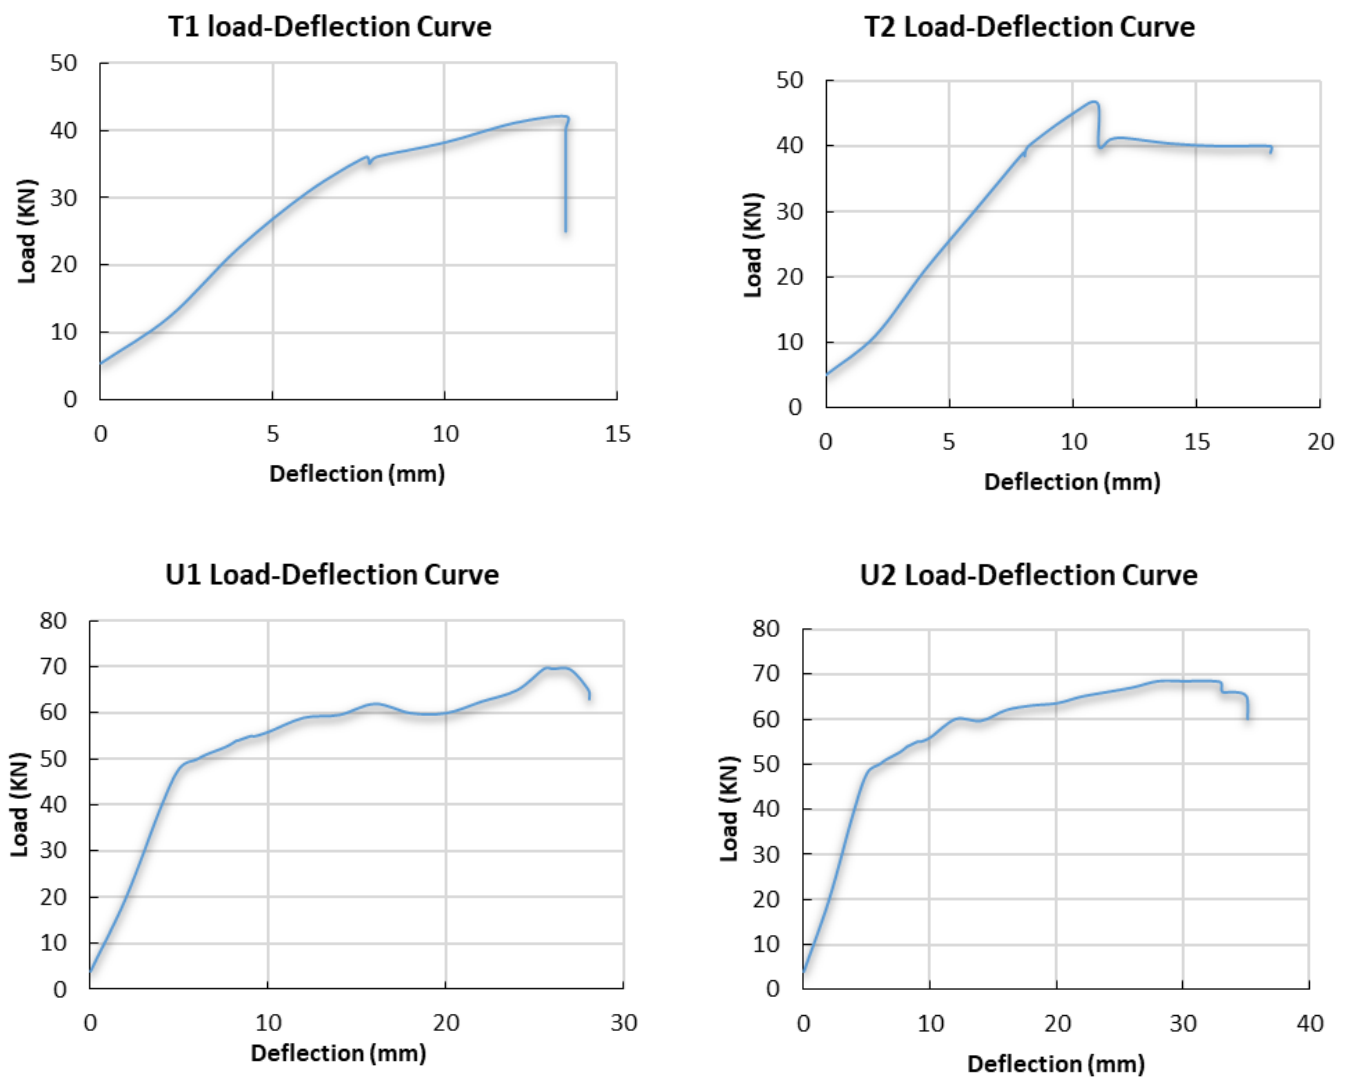 T1 load-Deflection Curve
50
40
30
20
10
0
Load (KN)
0 5 10 15
Deflection (mm)
T2 Load-Deflection Curve
50
40
30
20
10
0
Load (KN)
0 5 10 15 20
Deflection (mm)
U1 Load-Deflection Curve
80
70
60
50
40
30
20
10
0
Load (KN)
0 10 20 30
Deflection (mm)
U2 Load-Deflection Curve
80
70
60
50
40
30
20
10
0
Load (KN)
0 10 20 30 40
Deflection (mm)